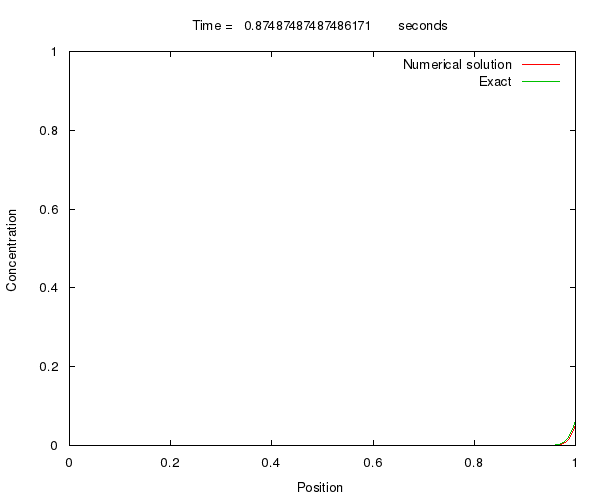 Time = 0.87487487487486171 seconds
Numerical solution
Exact
1
0.8
0.6
0.4
0.2
0
Concentration
0 0.2 0.4 0.6 0.8 1
Position